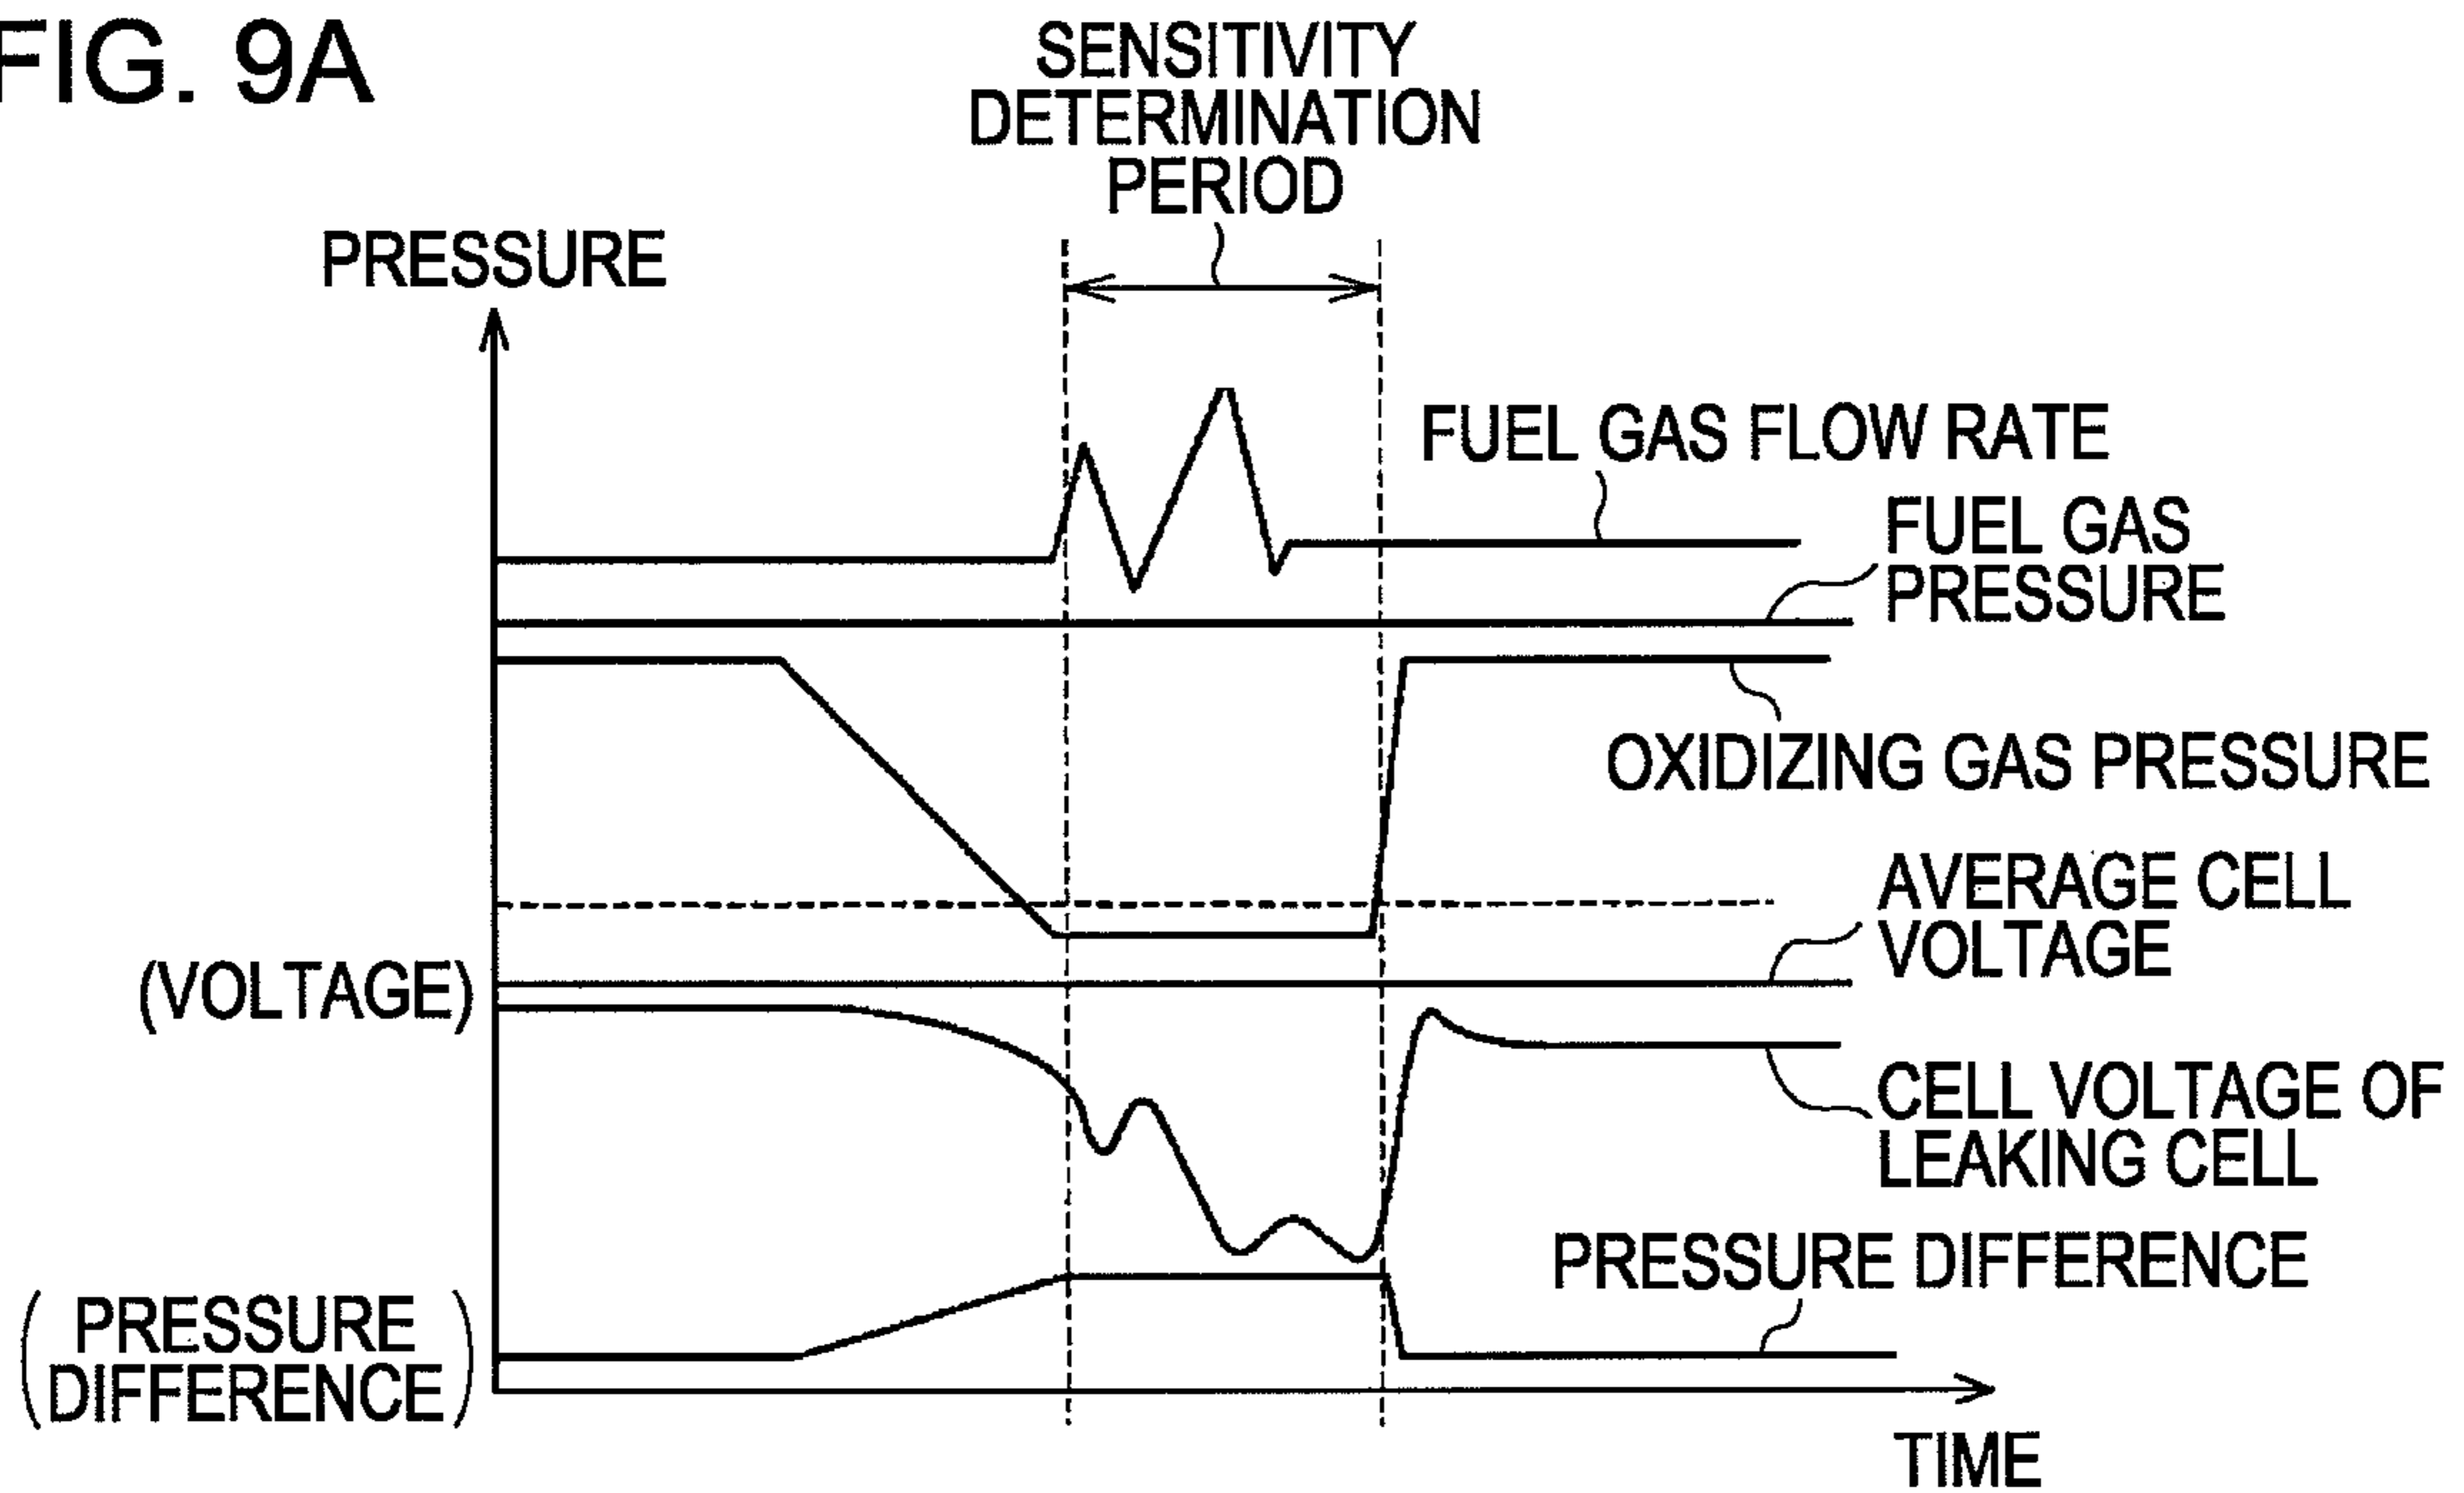 FIG. 9A
SENSITIVITY
DETERMINATION
PERIOD
PRESSURE
FUEL GAS FLOW RATE
FUEL GAS
PRESSURE
OXIDIZING GAS PRESSURE
AVERAGE CELL
VOLTAGE
(VOLTAGE)
CELL VOLTAGE OF
LEAKING CELL
PRESSURE DIFFERENCE
(PRESSURE
DIFFERENCE)
TIME